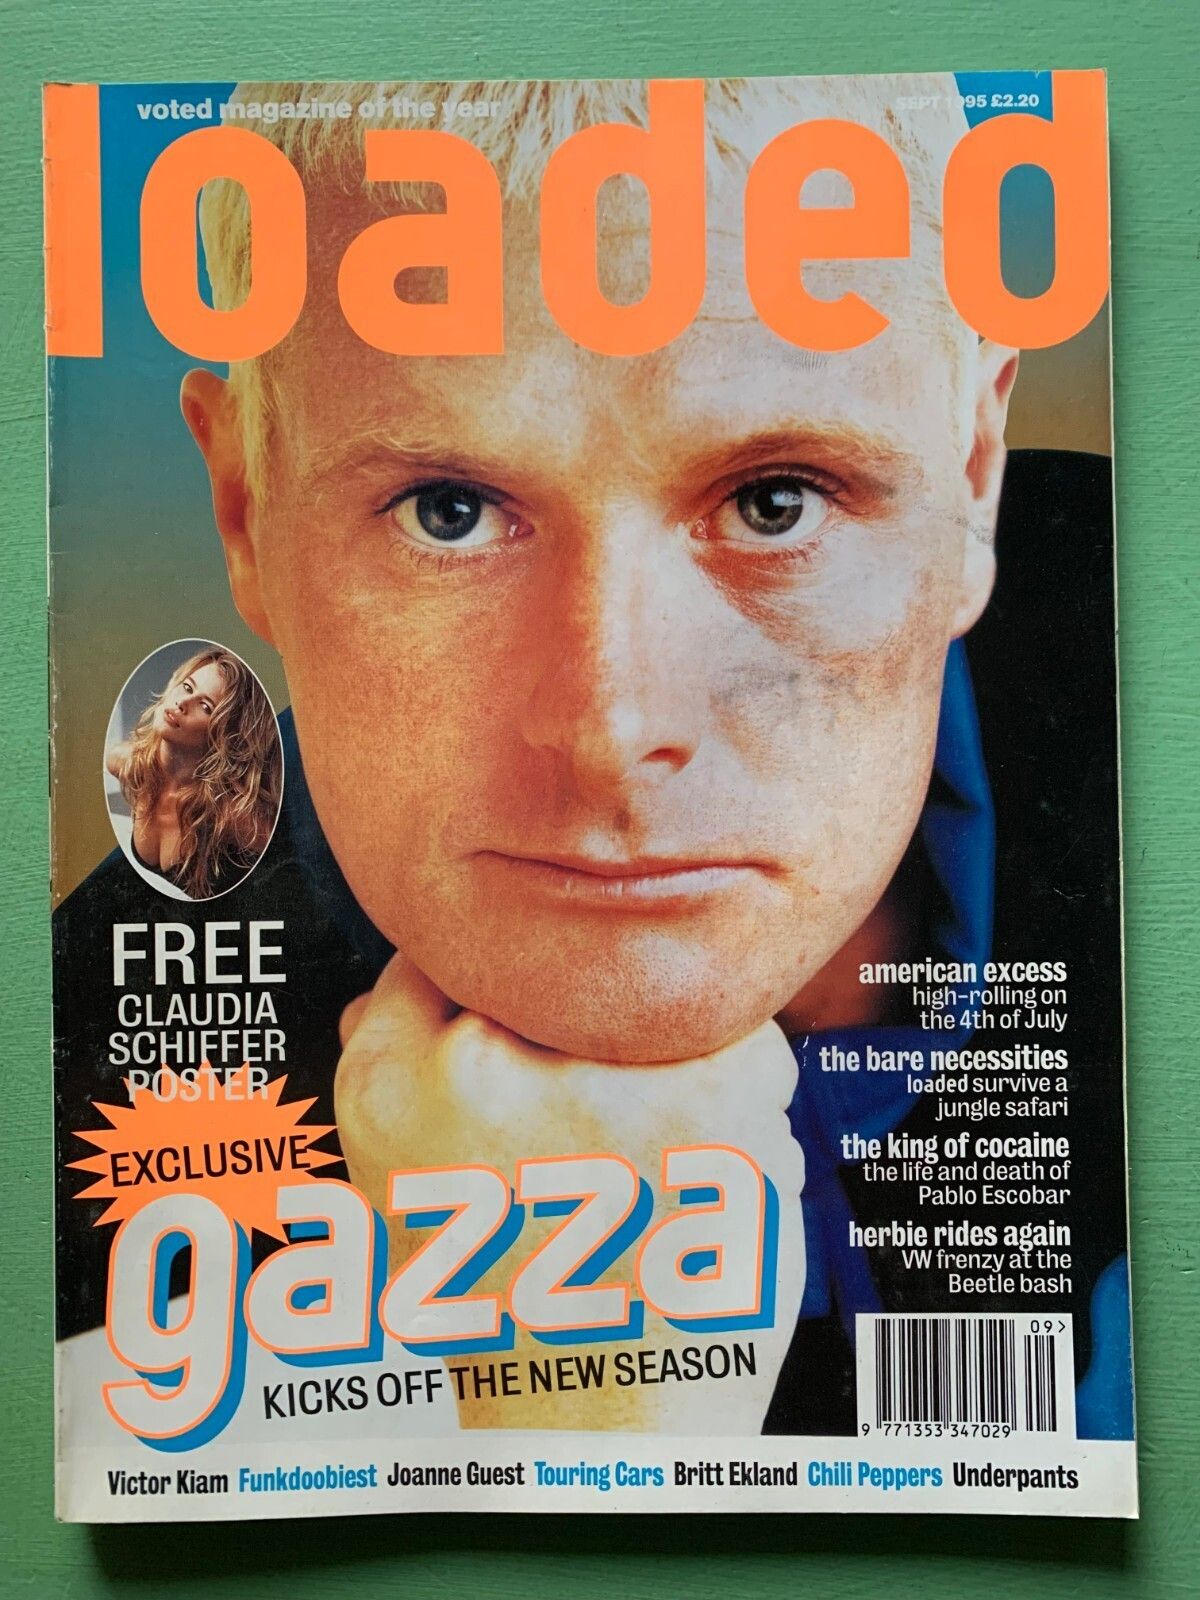 voted magazine of the year
SEPT 1995 £2.20
loaded
FREE
CLAUDIA
SCHIFFER
POSTER
EXCLUSIVE
gazza
KICKS OFF THE NEW SEASON
american excess
high-rolling on
the 4th of July
the bare necessities
loaded survive a
jungle safari
the king of cocaine
the life and death of
Pablo Escobar
herbie rides again
VW frenzy at the
Beetle bash
09>
9 771353 347029
Victor Kiam Funkdoobiest Joanne Guest Touring Cars Britt Ekland Chili Peppers Underpants